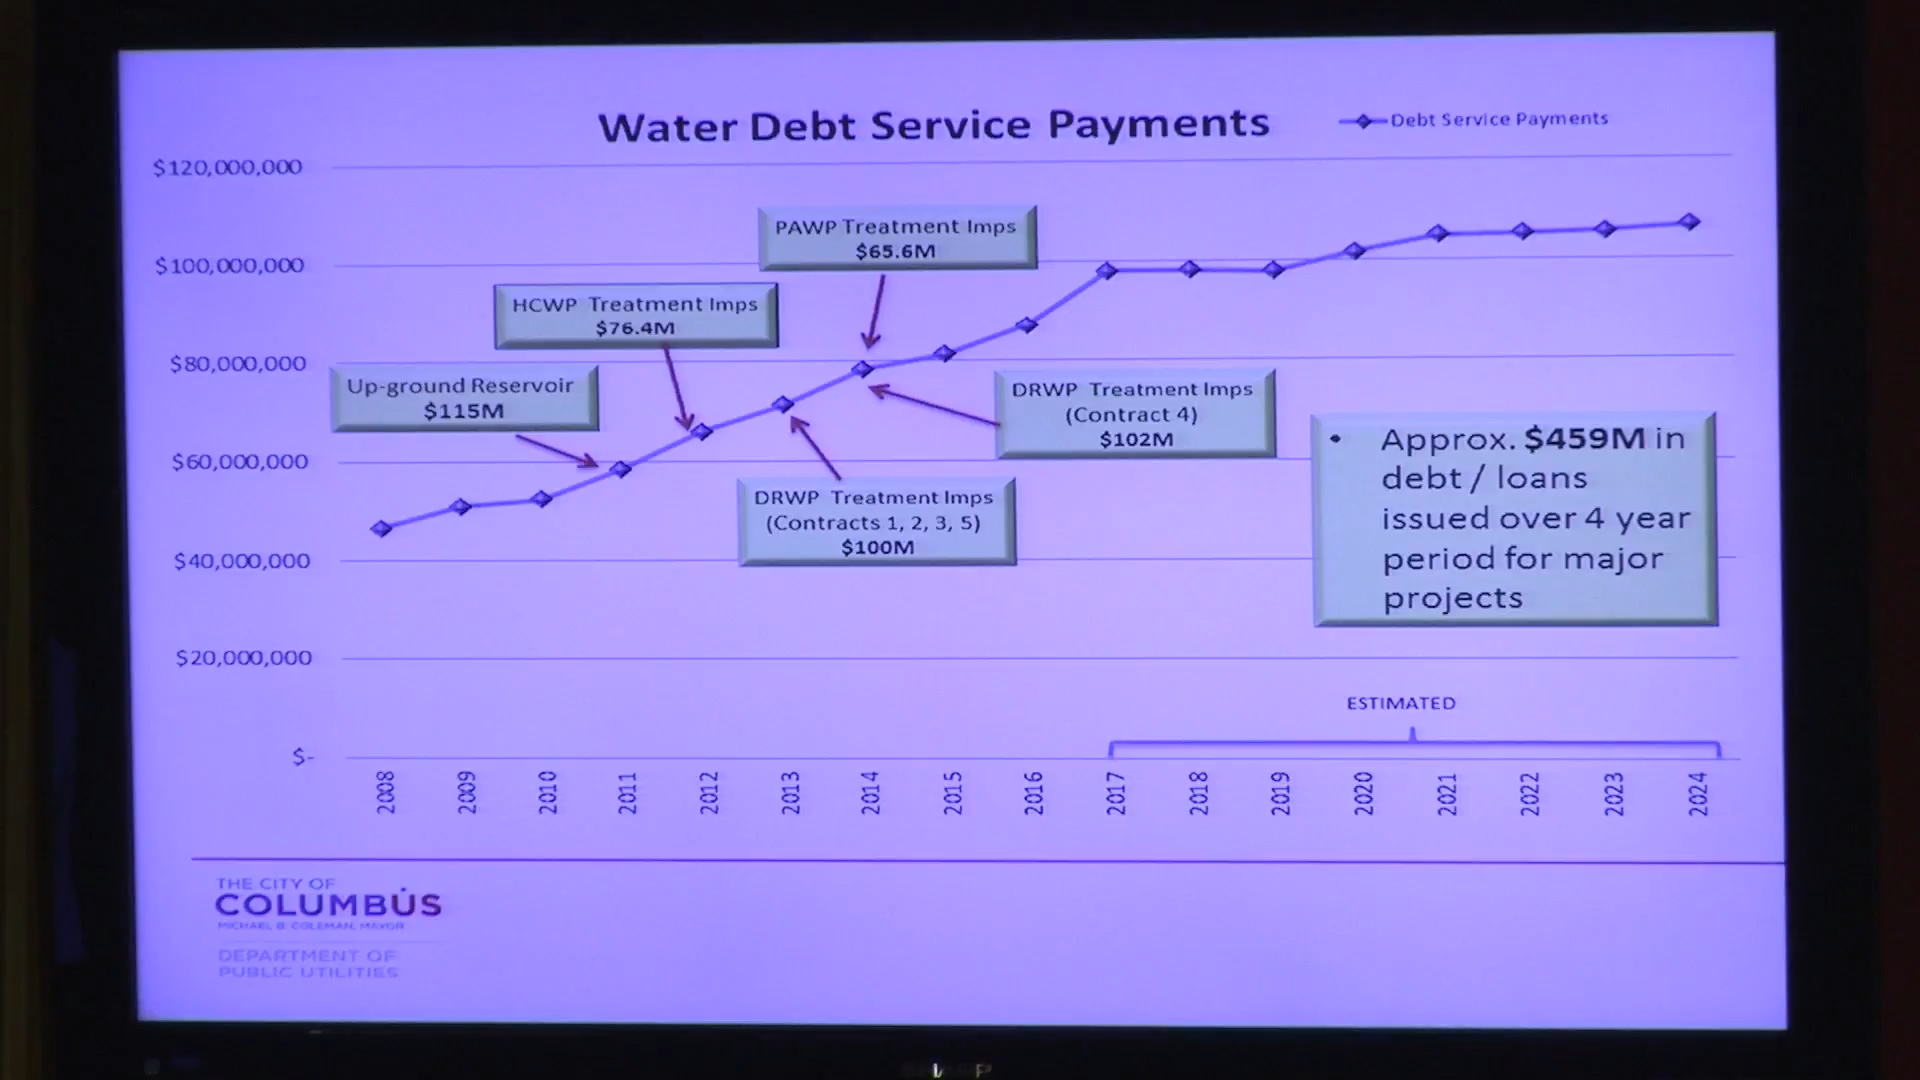 Water Debt Service Payments
Debt Service Payments
$120,000,000
$100,000,000
$80,000,000
$60,000,000
$40,000,000
$20,000,000
$-
PAWP Treatment Imps
$65.6M
HCWP Treatment Imps
$76.4M
Up-ground Reservoir
$115M
DRWP Treatment Imps
(Contract 4)
$102M
DRWP Treatment Imps
(Contracts 1, 2, 3, 5)
$100M
• Approx. $459M in
debt / loans
issued over 4 year
period for major
projects
ESTIMATED
2008 2009 2010 2011 2012 2013 2014 2015 2016 2017 2018 2019 2020 2021 2022 2023 2024
THE CITY OF
COLUMBUS
MICHAEL B. COLEMAN, MAYOR
DEPARTMENT OF
PUBLIC UTILITIES